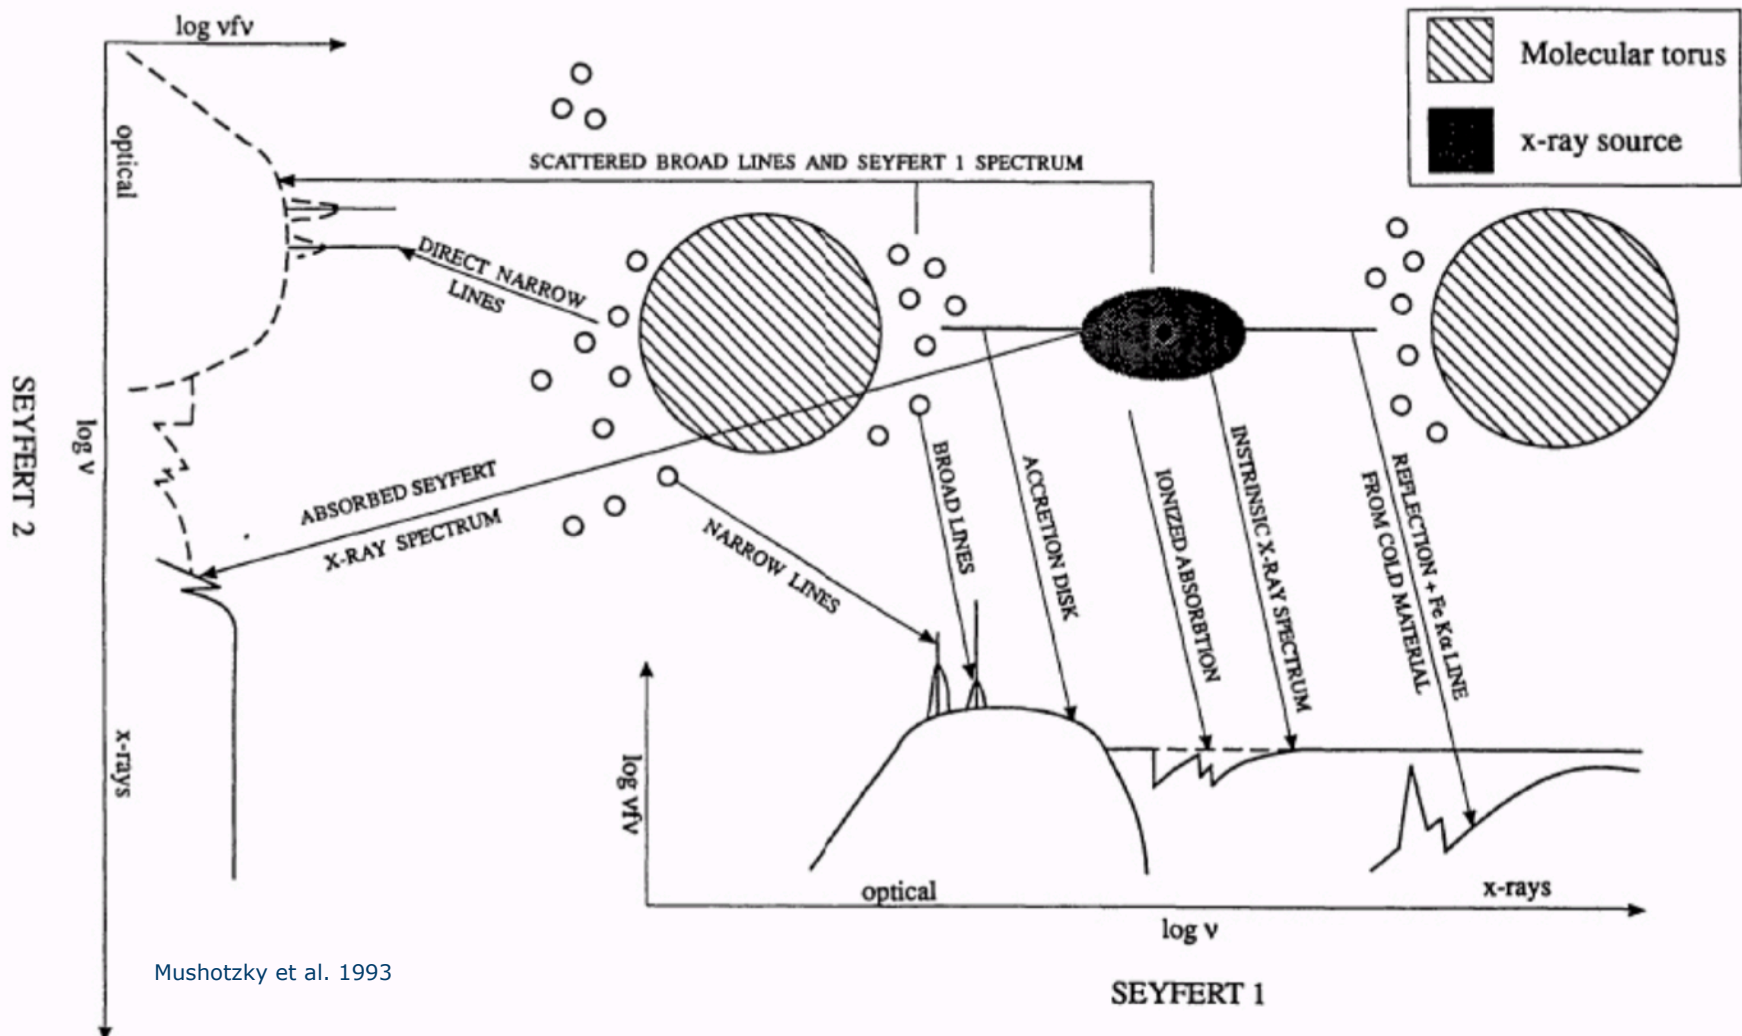 log νfν
Molecular torus
x-ray source
optical
SCATTERED BROAD LINES AND SEYFERT 1 SPECTRUM
DIRECT NARROW
LINES
SEYFERT 2
log ν
ABSORBED SEYFERT
X-RAY SPECTRUM
NARROW LINES
BROAD LINES
ACCRETION DISK
IONIZED ABSORBTION
INSTRINSIC X-RAY SPECTRUM
REFLECTION + Fe Kα LINE
FROM COLD MATERIAL
x-rays
log νfν
optical
x-rays
log ν
Mushotzky et al. 1993
SEYFERT 1